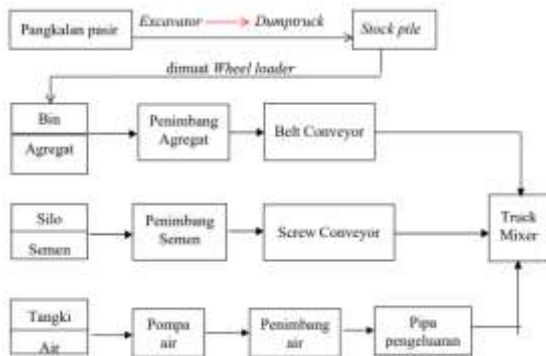 Pangkalan pasir
Excavator
Dumptruck
Stock pile
dimuat Wheel loader
Bin
Agregat
Penimbang
Agregat
Belt Conveyor
Silo
Semen
Penimbang
Semen
Screw Conveyor
Truck
Mixer
Tangki
Air
Pompa
air
Penimbang
air
Pipa
pengeluaran